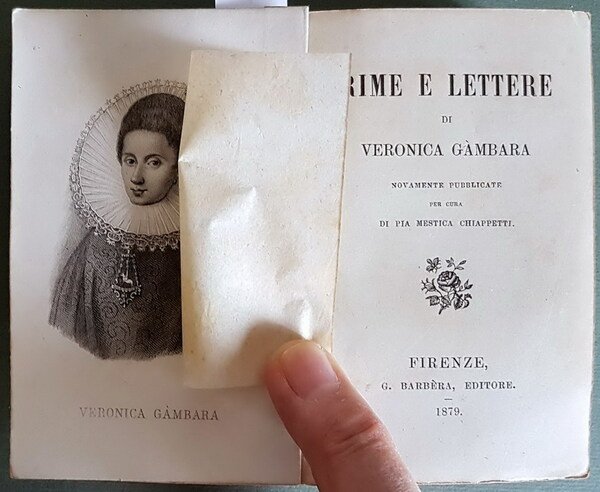 VERONICA GÀMBARA
RIME E LETTERE
DI
VERONICA GÀMBARA
NOVAMENTE PUBBLICATE
PER CURA
DI PIA MESTICA CHIAPPETTI.
FIRENZE,
G. BARBÈRA, EDITORE.
1879.